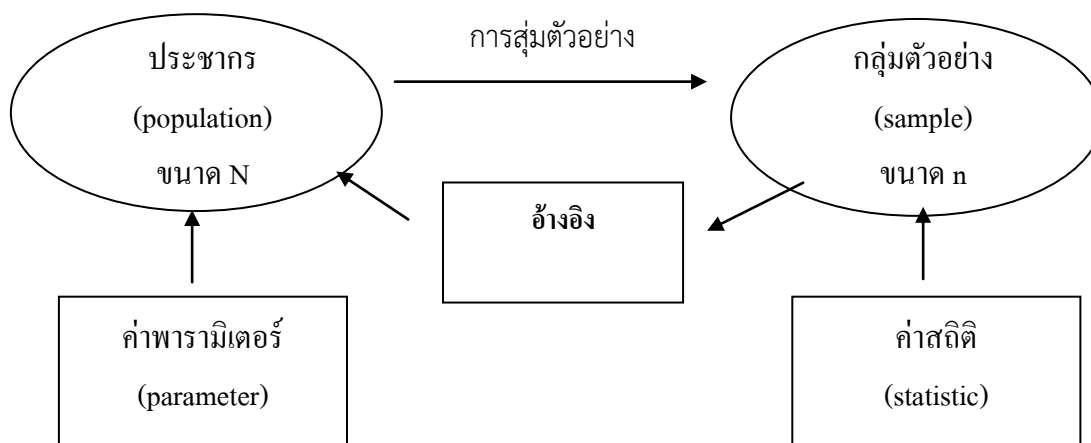 ประชากร
(population)
ขนาด N
การสุ่มตัวอย่าง
กลุ่มตัวอย่าง
(sample)
ขนาด n
อ้างอิง
ค่าพารามิเตอร์
(parameter)
ค่าสถิติ
(statistic)